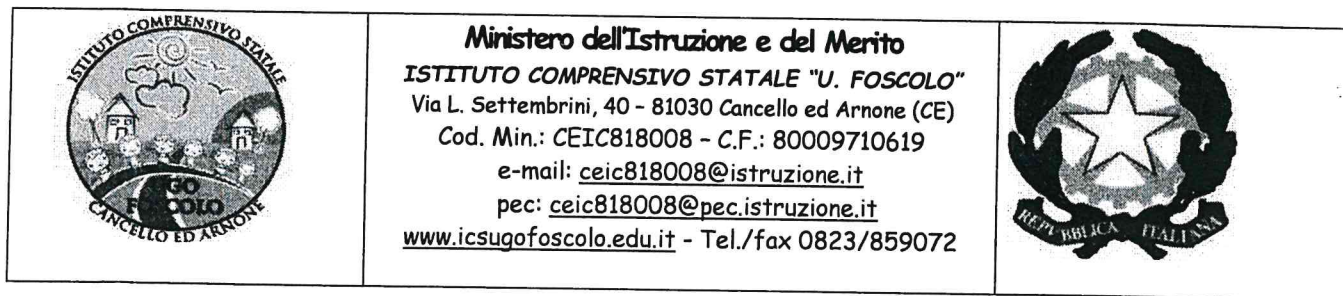 ISTITUTO COMPRENSIVO STATALE
UGO
FOSCOLO
CANCELLO ED ARNONE
Ministero dell'Istruzione e del Merito
ISTITUTO COMPRENSIVO STATALE "U. FOSCOLO"
Via L. Settembrini, 40 – 81030 Cancello ed Arnone (CE)
Cod. Min.: CEIC818008 – C.F.: 80009710619
e-mail: ceic818008@istruzione.it
pec: ceic818008@pec.istruzione.it
www.icsugofoscolo.edu.it - Tel./fax 0823/859072
REPVBBLICA ITALIANA